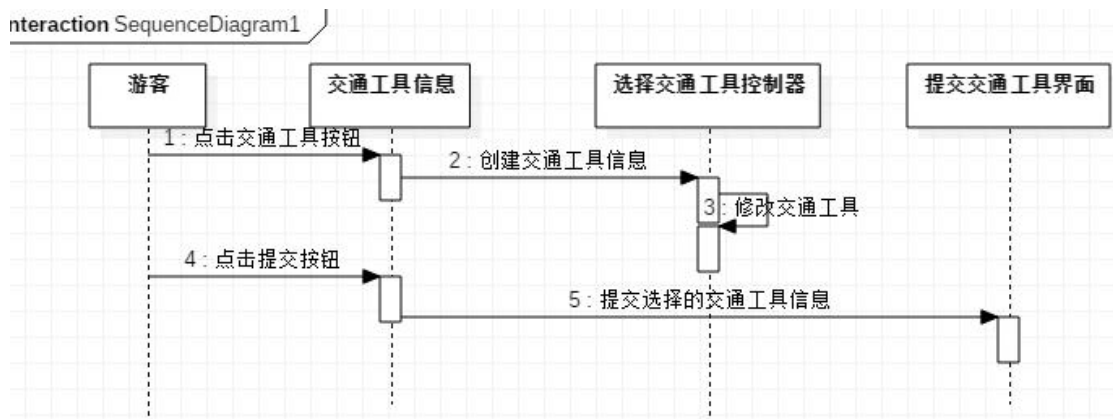 nteraction SequenceDiagram1
游客
交通工具信息
选择交通工具控制器
提交交通工具界面
1 : 点击交通工具按钮
2 : 创建交通工具信息
3 : 修改交通工具
4 : 点击提交按钮
5 : 提交选择的交通工具信息